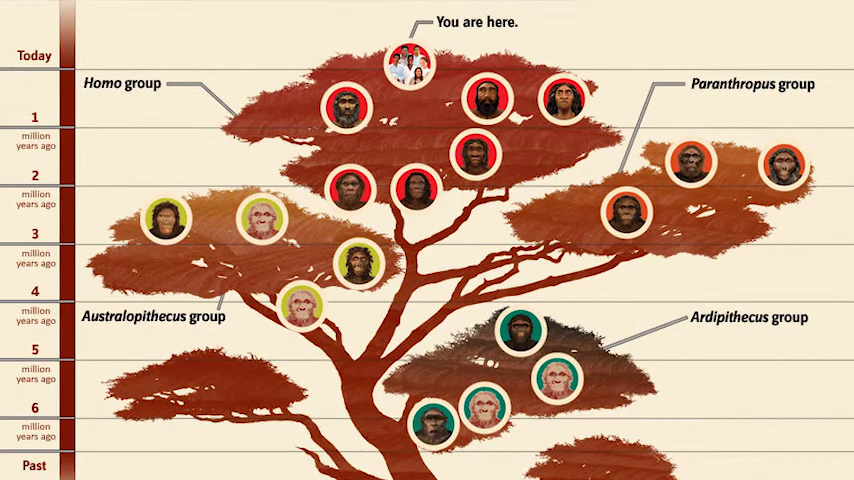 You are here.
Today
Homo group
Paranthropus group
1
million
years ago
2
million
years ago
3
million
years ago
4
million
years ago
Australopithecus group
Ardipithecus group
5
million
years ago
6
million
years ago
Past